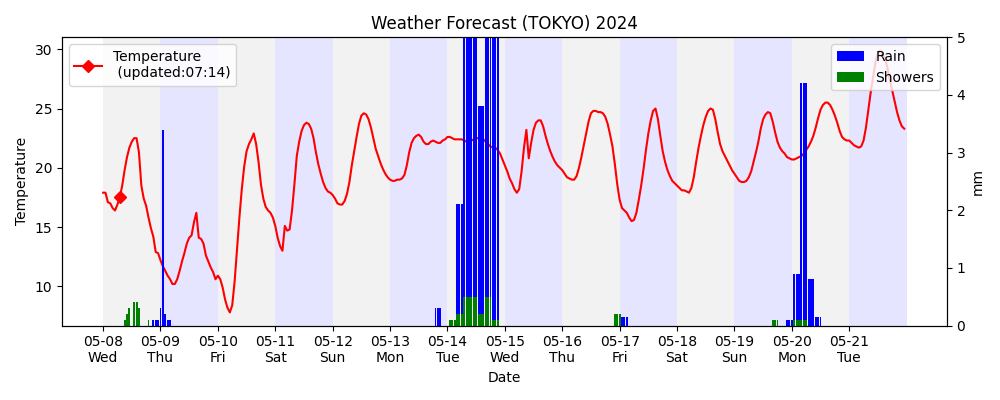 Weather Forecast (TOKYO) 2024
Temperature
(updated:07:14)
Rain
Showers
Temperature
30
25
20
15
10
5
4
3
2
1
0
mm
05-08 05-09 05-10 05-11 05-12 05-13 05-14 05-15 05-16 05-17 05-18 05-19 05-20 05-21
Wed Thu Fri Sat Sun Mon Tue Wed Thu Fri Sat Sun Mon Tue
Date